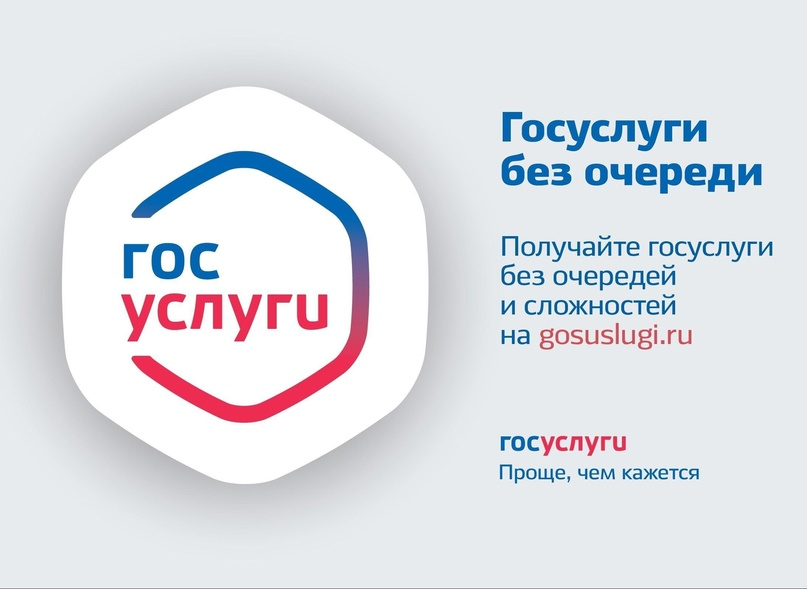 гос
услуги
Госуслуги
без очереди
Получайте госуслуги
без очередей
и сложностей
на gosuslugi.ru
госуслуги
Проще, чем кажется